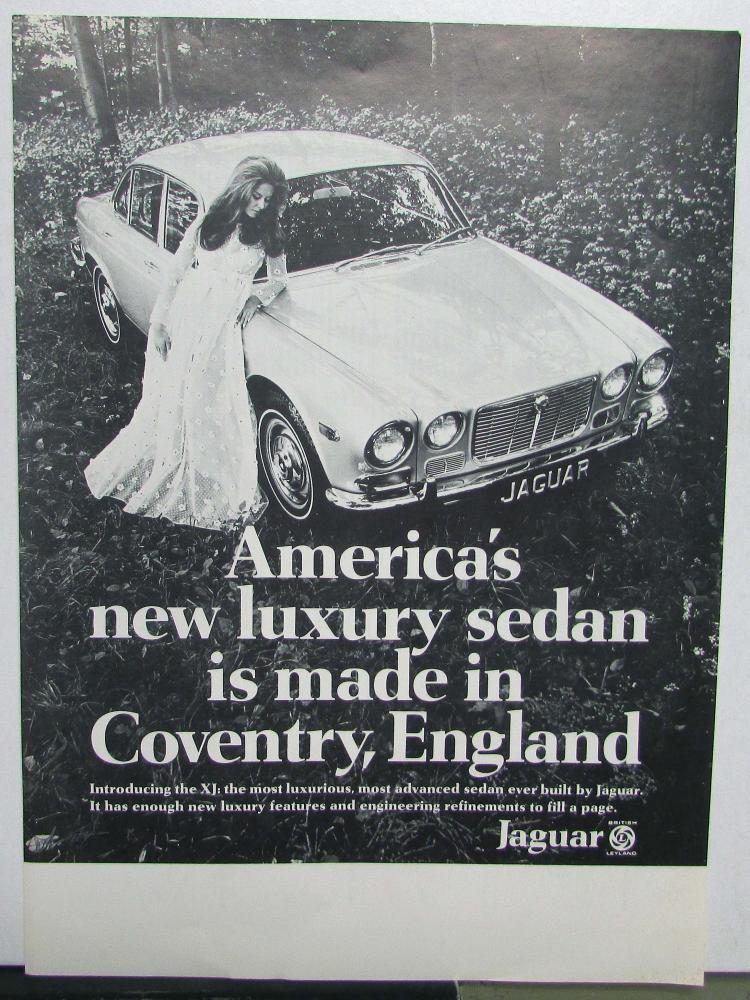 JAGUAR
America's
new luxury sedan
is made in
Coventry, England
Introducing the XJ: the most luxurious, most advanced sedan ever built by Jaguar.
It has enough new luxury features and engineering refinements to fill a page.
Jaguar
BRITISH
L
LEYLAND